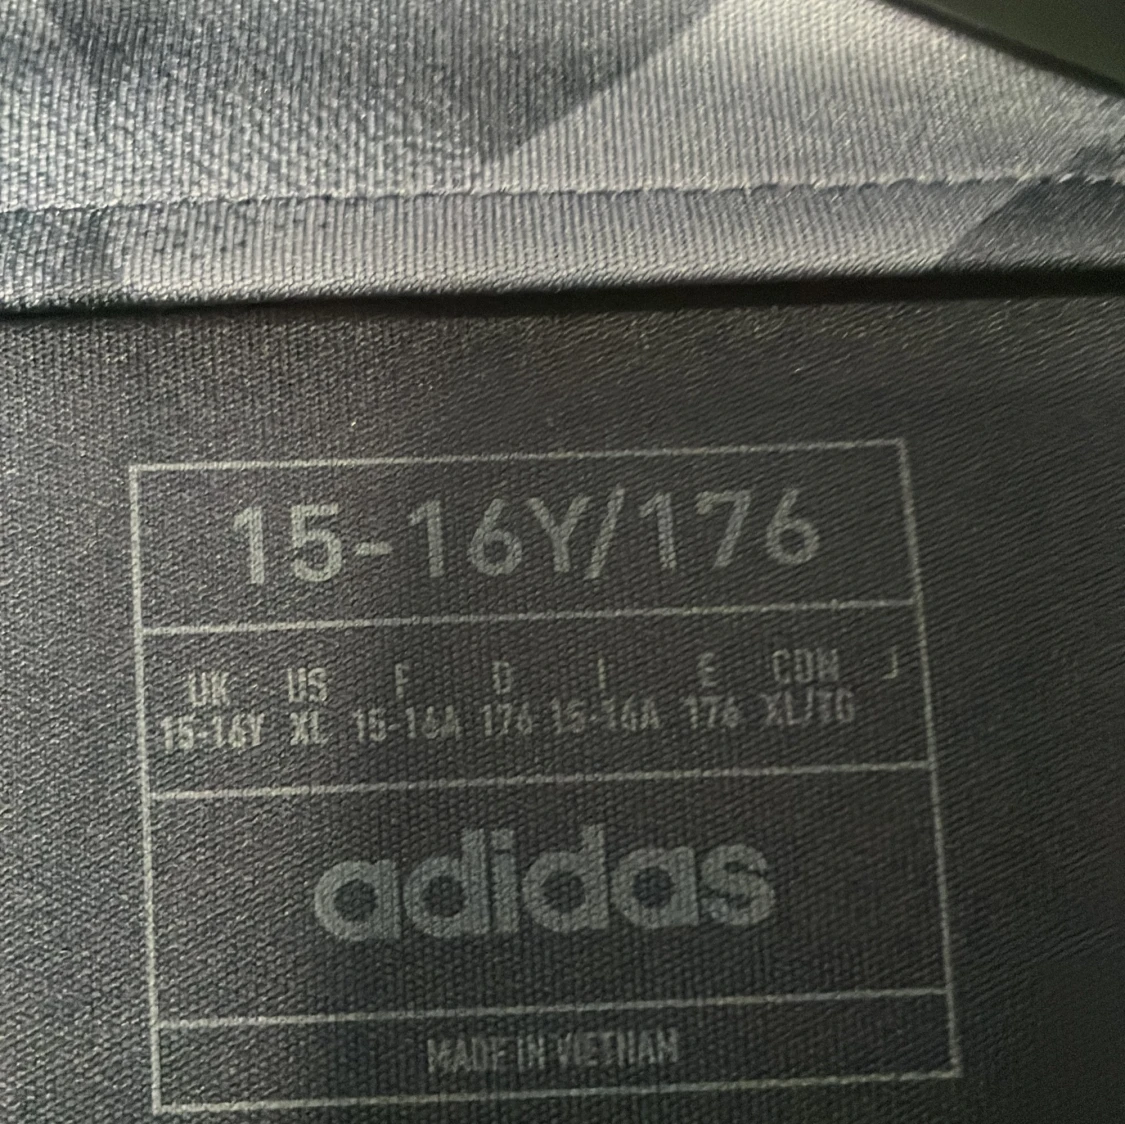 15-16Y/176
UK US F D I E CDN J
15-16Y XL 15-16A 176 15-16A 176 XL/TG
adidas
MADE IN VIETNAM